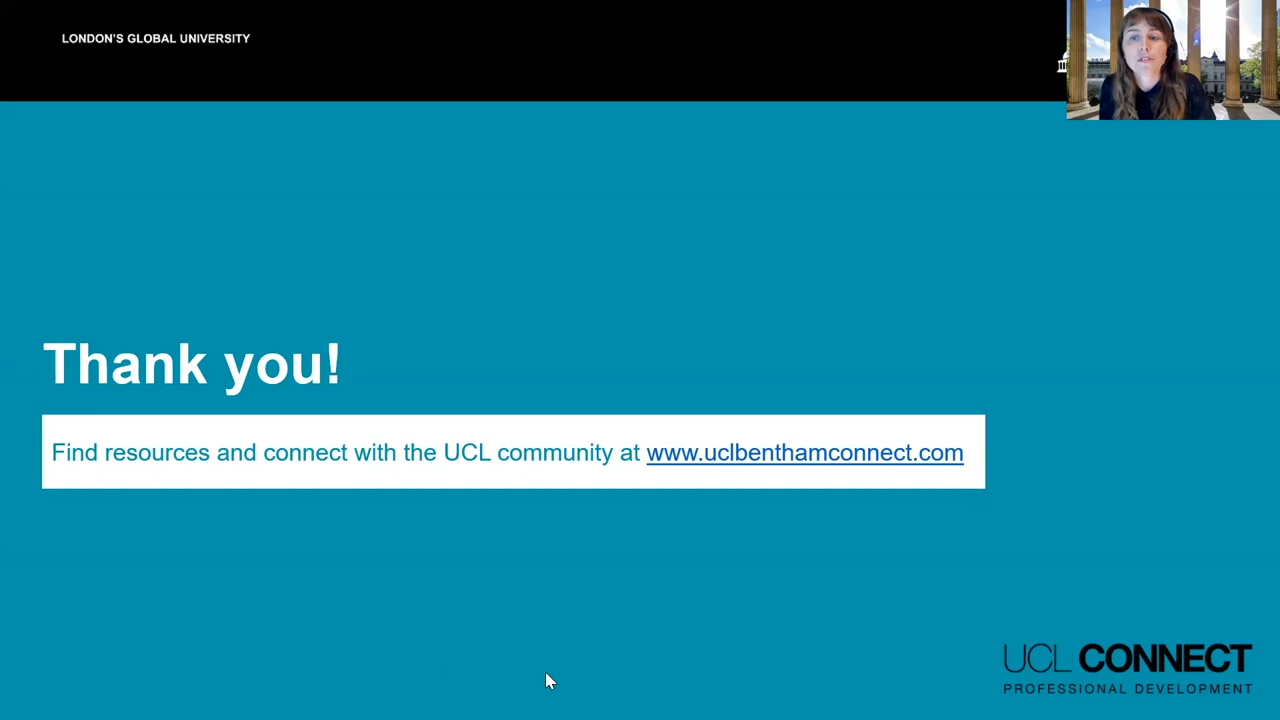 LONDON'S GLOBAL UNIVERSITY
Thank you!
Find resources and connect with the UCL community at www.uclbenthamconnect.com
UCL CONNECT
PROFESSIONAL DEVELOPMENT